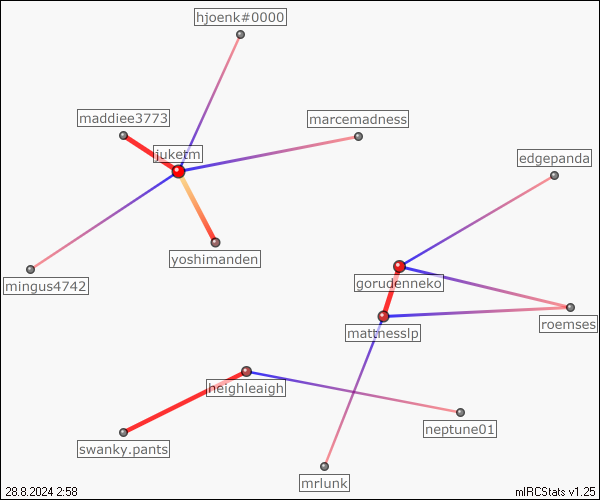 hjoenk#0000
maddiee3773
marcemadness
juketm
edgepanda
yoshimanden
mingus4742
gorudenneko
roemses
mattnesslp
heighleaigh
neptune01
swanky.pants
mrlunk
28.8.2024 2:58
mIRCStats v1.25